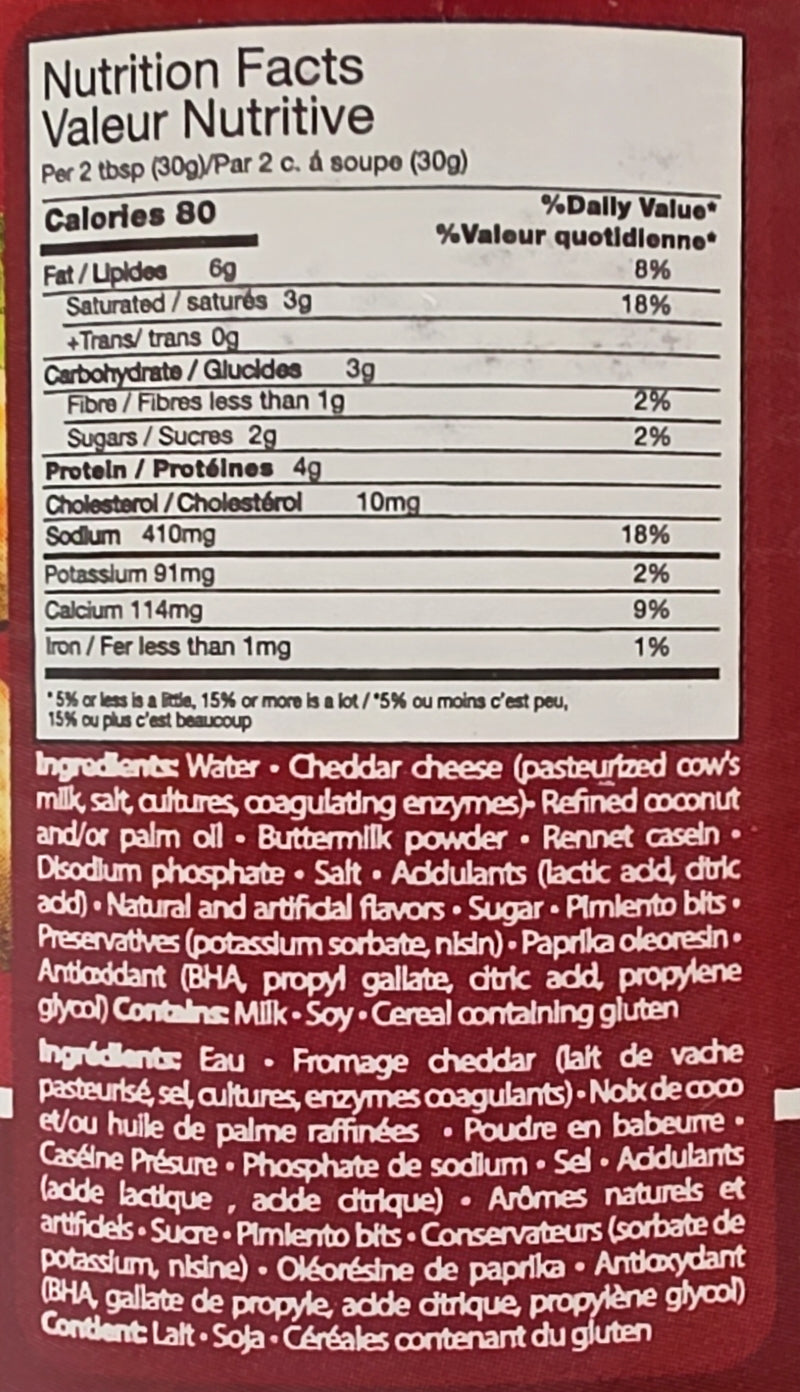 Nutrition Facts
Valeur Nutritive
Per 2 tbsp (30g)/Par 2 c. á soupe (30g)
Calories 80
%Daily Value*
%Valeur quotidienne*
Fat / Lipides 6g 8%
Saturated / saturés 3g 18%
+Trans/ trans 0g
Carbohydrate / Glucides 3g
Fibre / Fibres less than 1g 2%
Sugars / Sucres 2g 2%
Protein / Protéines 4g
Cholesterol / Cholestérol 10mg
Sodium 410mg 18%
Potassium 91mg 2%
Calcium 114mg 9%
Iron / Fer less than 1mg 1%
*5% or less is a little, 15% or more is a lot / *5% ou moins c'est peu,
15% ou plus c'est beaucoup
Ingredients: Water • Cheddar cheese (pasteurized cow's
milk, salt, cultures, coagulating enzymes)• Refined coconut
and/or palm oil • Buttermilk powder • Rennet casein •
Disodium phosphate • Salt • Acidulants (lactic acid, citric
acid) • Natural and artificial flavors • Sugar • Pimiento bits •
Preservatives (potassium sorbate, nisin) • Paprika oleoresin •
Antioxidant (BHA, propyl gallate, citric acid, propylene
glycol) Contains: Milk • Soy • Cereal containing gluten
Ingrédients: Eau • Fromage cheddar (lait de vache
pasteurisé, sel, cultures, enzymes coagulants) • Noix de coco
et/ou huile de palme raffinées • Poudre en babeurre •
Caséine Présure • Phosphate de sodium • Sel • Acidulants
(acide lactique , acide citrique) • Arômes naturels et
artificiels • Sucre • Pimiento bits • Conservateurs (sorbate de
potassium, nisine) • Oléorésine de paprika • Antioxydant
(BHA, gallate de propyle, acide citrique, propylène glycol)
Contient: Lait • Soja • Céréales contenant du gluten